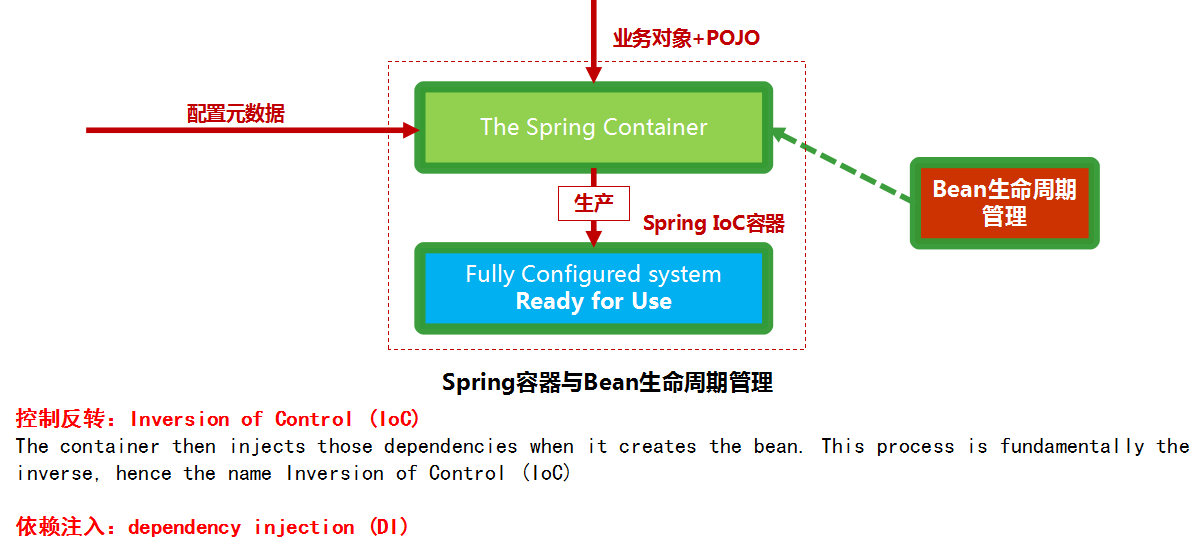 业务对象+POJO
配置元数据
The Spring Container
Bean生命周期
管理
生产
Spring IoC容器
Fully Configured system
Ready for Use
Spring容器与Bean生命周期管理
控制反转：Inversion of Control (IoC)
The container then injects those dependencies when it creates the bean. This process is fundamentally the
inverse, hence the name Inversion of Control (IoC)
依赖注入：dependency injection (DI)